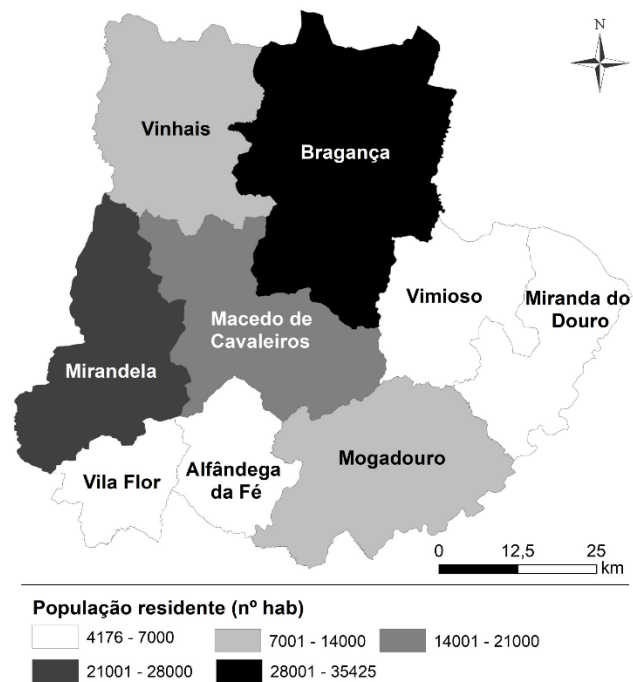 N
Vinhais
Bragança
Vimioso
Miranda do
Douro
Macedo de
Cavaleiros
Mirandela
Mogadouro
Alfândega
da Fé
Vila Flor
0 12,5 25
km
População residente (nº hab)
4176 - 7000 7001 - 14000 14001 - 21000
21001 - 28000 28001 - 35425